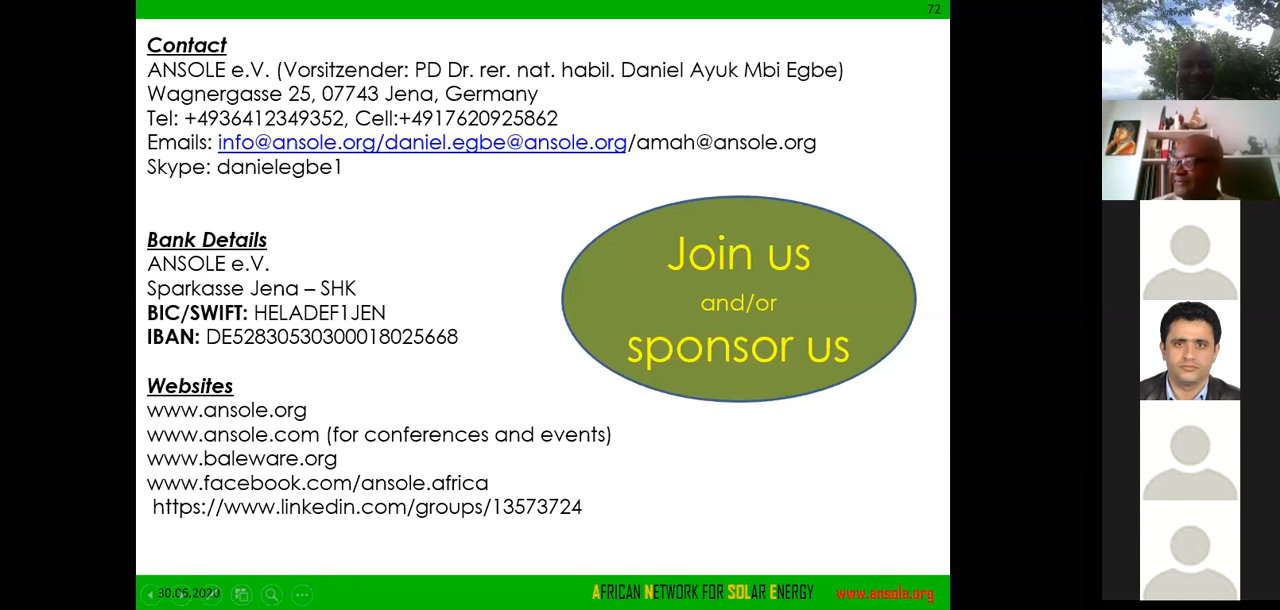 72
Contact
ANSOLE e.V. (Vorsitzender: PD Dr. rer. nat. habil. Daniel Ayuk Mbi Egbe)
Wagnergasse 25, 07743 Jena, Germany
Tel: +4936412349352, Cell:+4917620925862
Emails: info@ansole.org/daniel.egbe@ansole.org/amah@ansole.org
Skype: danielegbe1
Bank Details
ANSOLE e.V.
Sparkasse Jena – SHK
BIC/SWIFT: HELADEF1JEN
IBAN: DE52830530300018025668
Join us
and/or
sponsor us
Websites
www.ansole.org
www.ansole.com (for conferences and events)
www.baleware.org
www.facebook.com/ansole.africa
https://www.linkedin.com/groups/13573724
30.05.2020
AFRICAN NETWORK FOR SOLAR ENERGY
www.ansole.org